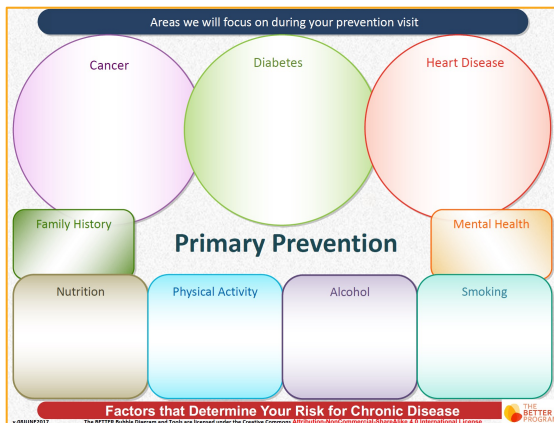 Areas we will focus on during your prevention visit
Cancer
Diabetes
Heart Disease
Family History
Primary Prevention
Mental Health
Nutrition
Physical Activity
Alcohol
Smoking
Factors that Determine Your Risk for Chronic Disease
THE
BETTER
PROGRAM
v.08JUNE2017
The BETTER Bubble Diagram and Tools are licensed under the Creative Commons Attribution-NonCommercial-ShareAlike 4.0 International License